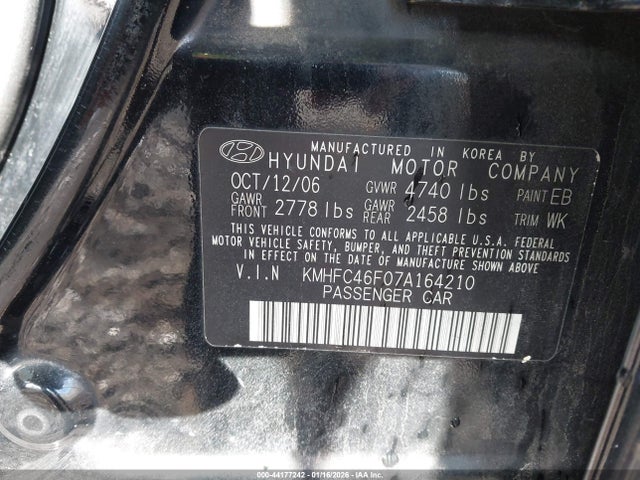 MANUFACTURED IN KOREA BY
HYUNDAI MOTOR COMPANY
OCT/12/06 GVWR 4740 lbs PAINT EB
GAWR FRONT 2778 lbs GAWR REAR 2458 lbs TRIM WK
THIS VEHICLE CONFORMS TO ALL APPLICABLE U.S.A. FEDERAL
MOTOR VEHICLE SAFETY, BUMPER, AND THEFT PREVENTION STANDARDS
IN EFFECT ON THE DATE OF MANUFACTURE SHOWN ABOVE
V.I.N KMHFC46F07A164210
PASSENGER CAR
000-44177242 - 01/16/2026 - IAAI.COM